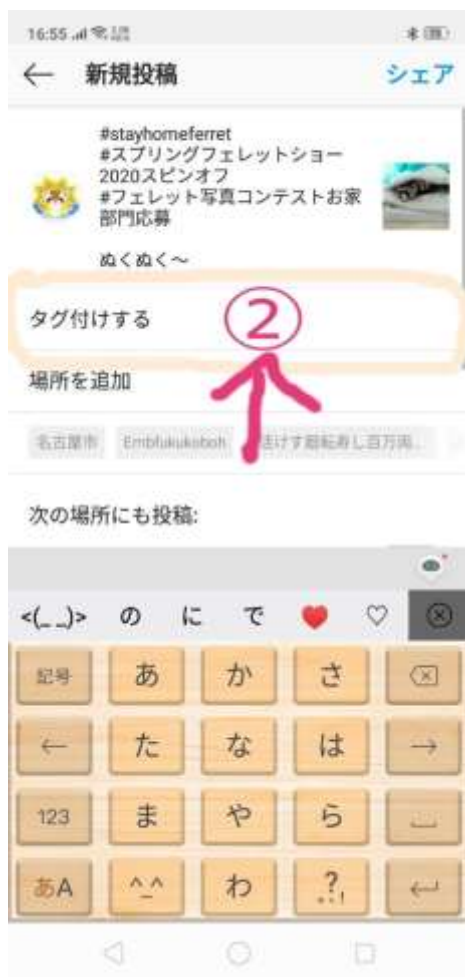 16:55
新規投稿
シェア
#stayhomeferret
#スプリングフェレットショー
2020スピンオフ
#フェレット写真コンテストお家
部門応募
ぬくぬく～
タグ付けする
②
場所を追加
名古屋市 Embfukukoboh
次の場所にも投稿:
<(_ _)> の に で ❤ ♡
記号 あ か さ
← た な は →
123 ま や ら
あA ^_^ わ ?。、!